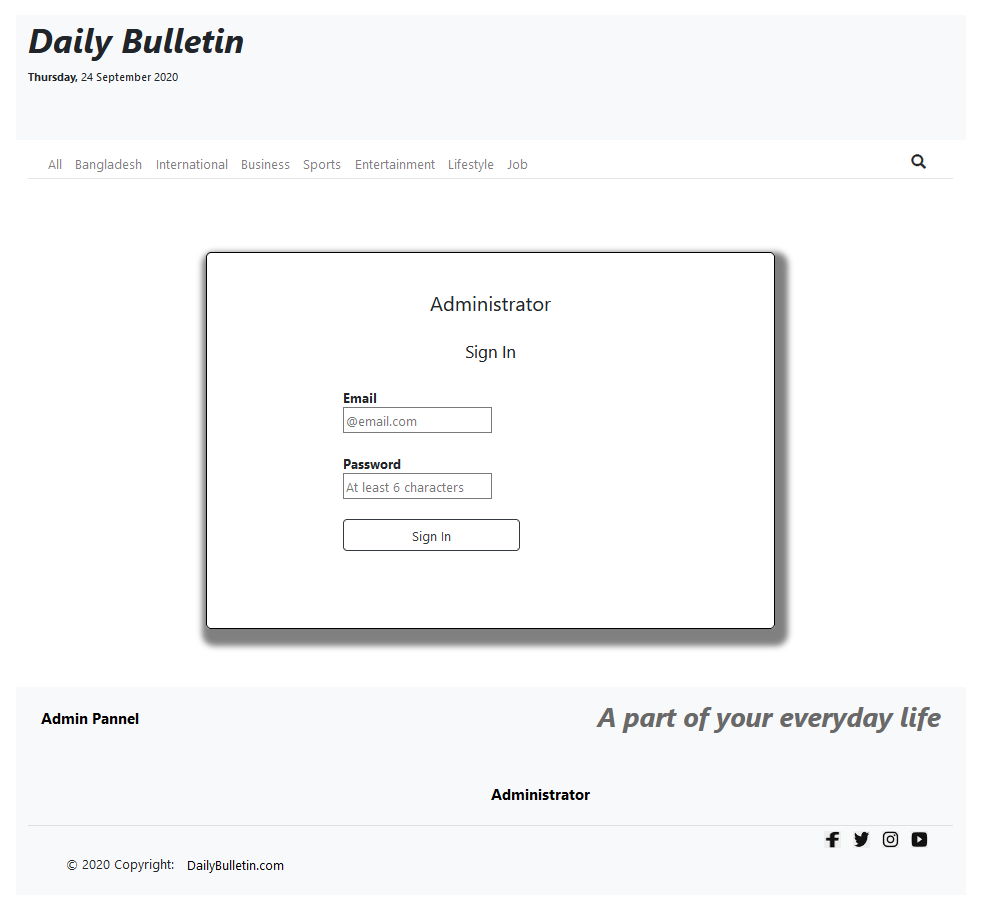 Daily Bulletin
Thursday, 24 September 2020
All Bangladesh International Business Sports Entertainment Lifestyle Job
Administrator
Sign In
Email
@email.com
Password
At least 6 characters
Sign In
Admin Pannel
A part of your everyday life
Administrator
© 2020 Copyright: DailyBulletin.com